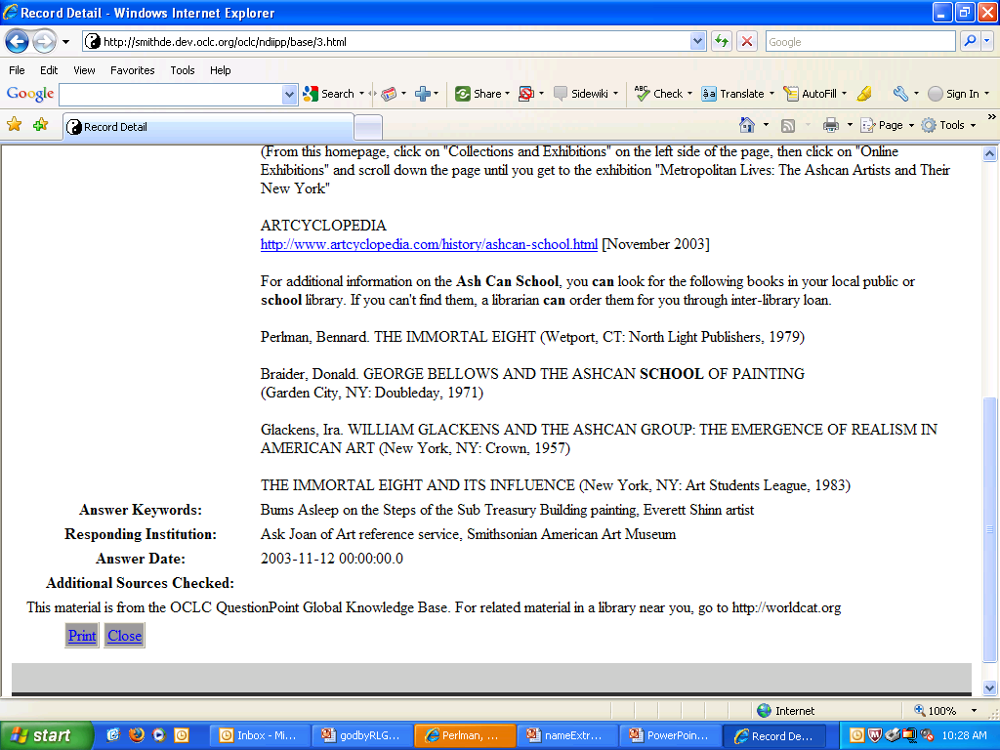 Record Detail - Windows Internet Explorer
http://smithde.dev.oclc.org/oclc/ndiipp/base/3.html
Google
File Edit View Favorites Tools Help
Google Search Share Sidewiki ABC Check Translate AutoFill Sign In
Record Detail Page Tools »
(From this homepage, click on "Collections and Exhibitions" on the left side of the page, then click on "Online
Exhibitions" and scroll down the page until you get to the exhibition "Metropolitan Lives: The Ashcan Artists and Their
New York"
ARTCYCLOPEDIA
http://www.artcyclopedia.com/history/ashcan-school.html [November 2003]
For additional information on the Ash Can School, you can look for the following books in your local public or
school library. If you can't find them, a librarian can order them for you through inter-library loan.
Perlman, Bennard. THE IMMORTAL EIGHT (Wetport, CT: North Light Publishers, 1979)
Braider, Donald. GEORGE BELLOWS AND THE ASHCAN SCHOOL OF PAINTING
(Garden City, NY: Doubleday, 1971)
Glackens, Ira. WILLIAM GLACKENS AND THE ASHCAN GROUP: THE EMERGENCE OF REALISM IN
AMERICAN ART (New York, NY: Crown, 1957)
THE IMMORTAL EIGHT AND ITS INFLUENCE (New York, NY: Art Students League, 1983)
Answer Keywords: Bums Asleep on the Steps of the Sub Treasury Building painting, Everett Shinn artist
Responding Institution: Ask Joan of Art reference service, Smithsonian American Art Museum
Answer Date: 2003-11-12 00:00:00.0
Additional Sources Checked:
This material is from the OCLC QuestionPoint Global Knowledge Base. For related material in a library near you, go to http://worldcat.org
Print Close
Internet 100%
start Inbox - Mi... godbyRLG... Perlman, ... nameExtr... PowerPoin... Record De... 10:28 AM